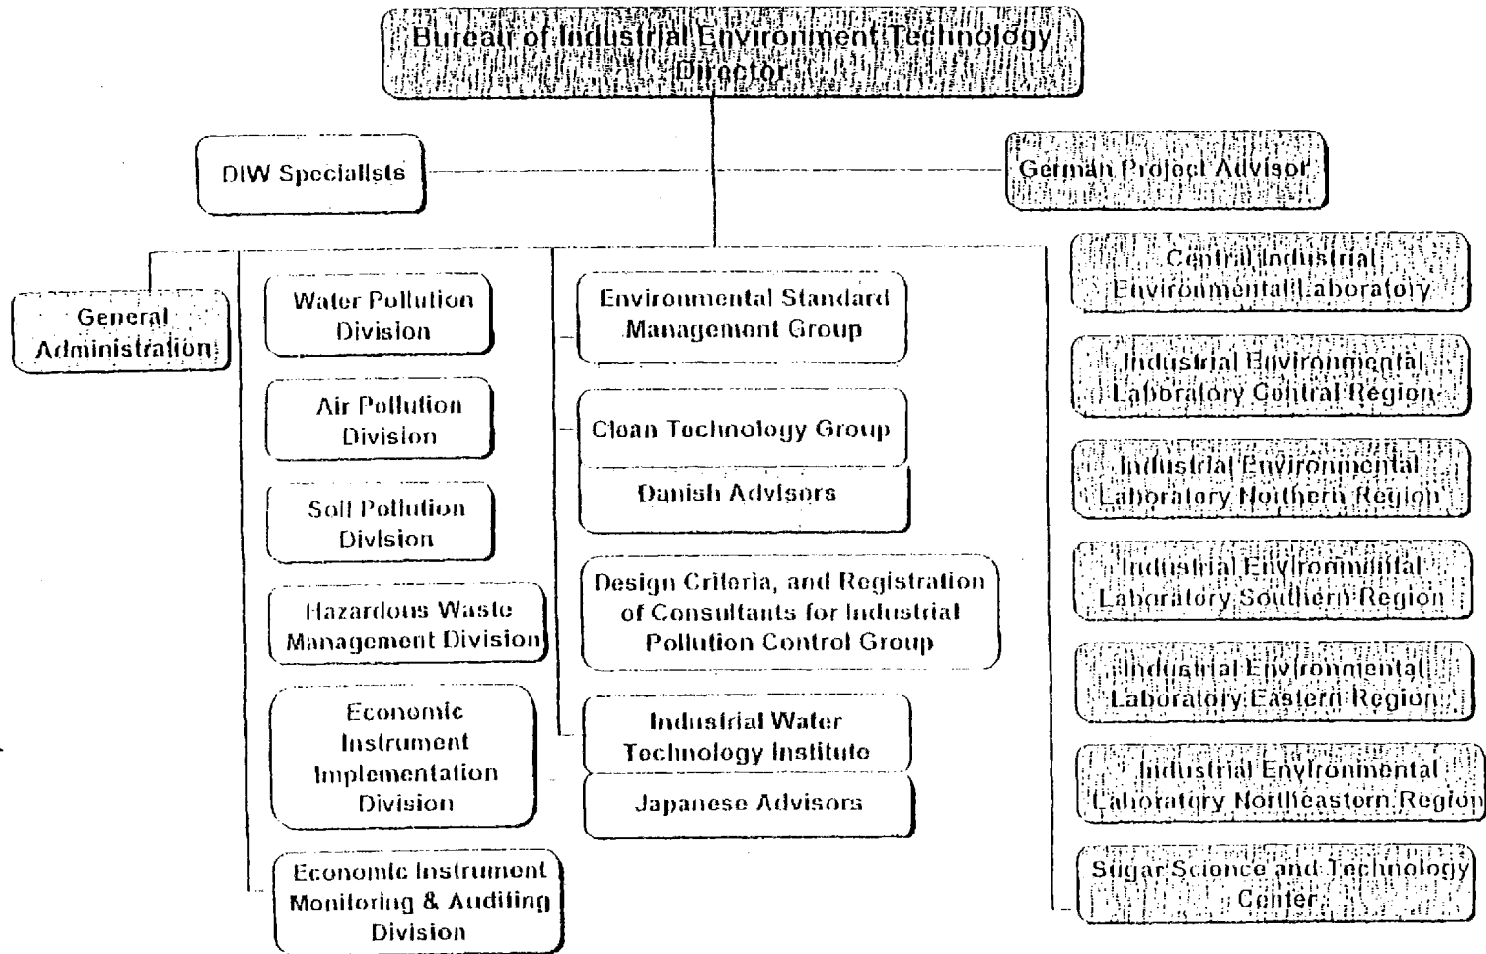 Bureau of Industrial Environment Technology
Director
DIW Specialists
German Project Advisor
General
Administration
Water Pollution
Division
Air Pollution
Division
Soil Pollution
Division
Hazardous Waste
Management Division
Economic
Instrument
Implementation
Division
Economic Instrument
Monitoring & Auditing
Division
Environmental Standard
Management Group
Clean Technology Group
Danish Advisors
Design Criteria, and Registration
of Consultants for Industrial
Pollution Control Group
Industrial Water
Technology Institute
Japanese Advisors
Central Industrial
Environmental Laboratory
Industrial Environmental
Laboratory Central Region
Industrial Environmental
Laboratory Northern Region
Industrial Environmental
Laboratory Southern Region
Industrial Environmental
Laboratory Eastern Region
Industrial Environmental
Laboratory Northeastern Region
Sugar Science and Technology
Center